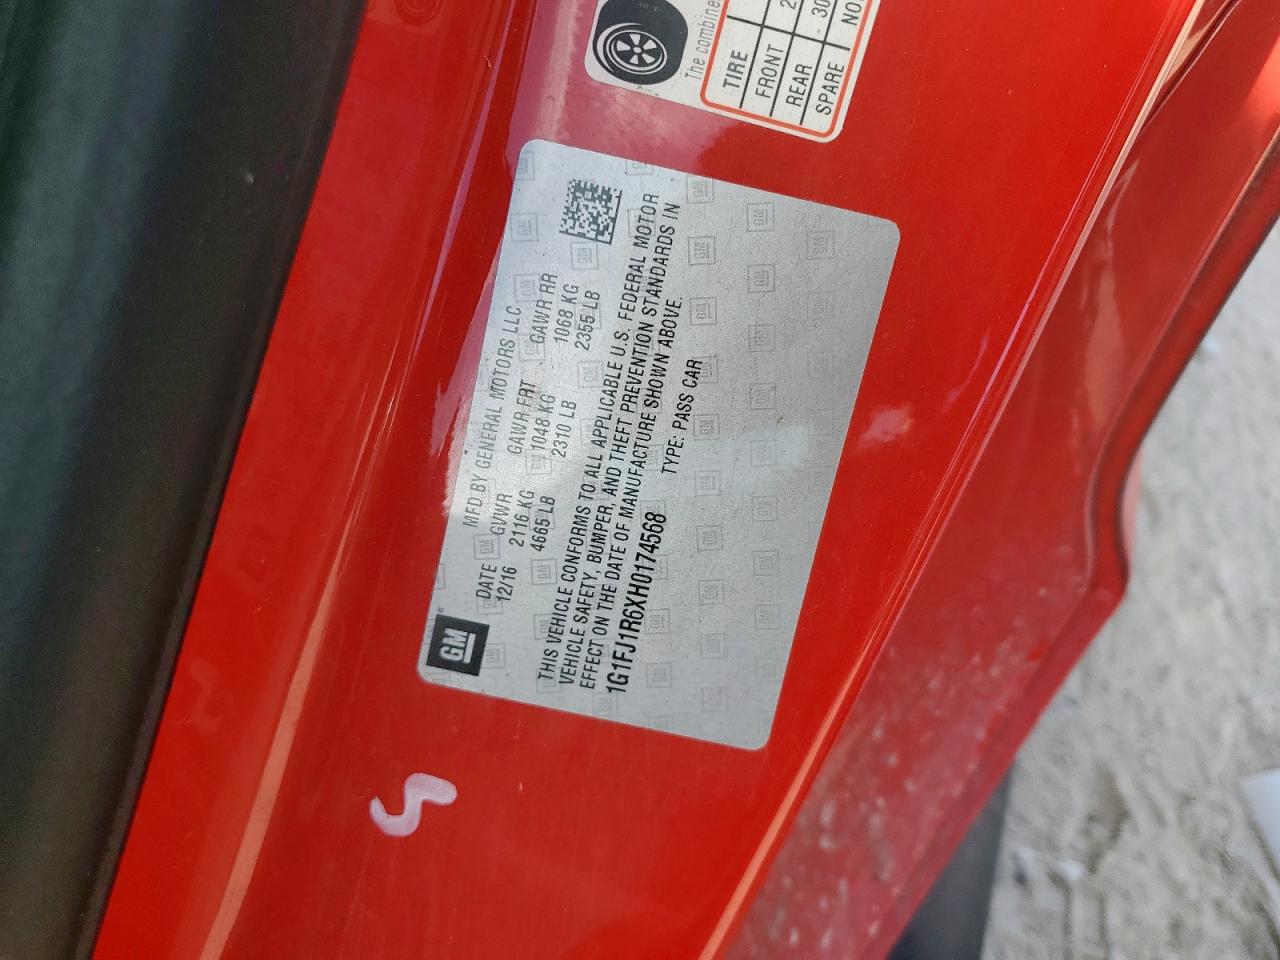 The combine
TIRE
FRONT 2
REAR 30
SPARE
GM
MFD BY GENERAL MOTORS LLC
DATE GVWR GAWR FRT GAWR RR
12/16 2116 KG 1048 KG 1068 KG
4665 LB 2310 LB 2355 LB
THIS VEHICLE CONFORMS TO ALL APPLICABLE U.S. FEDERAL MOTOR
VEHICLE SAFETY, BUMPER, AND THEFT PREVENTION STANDARDS IN
EFFECT ON THE DATE OF MANUFACTURE SHOWN ABOVE.
1G1FJ1R6XH0174568 TYPE: PASS CAR